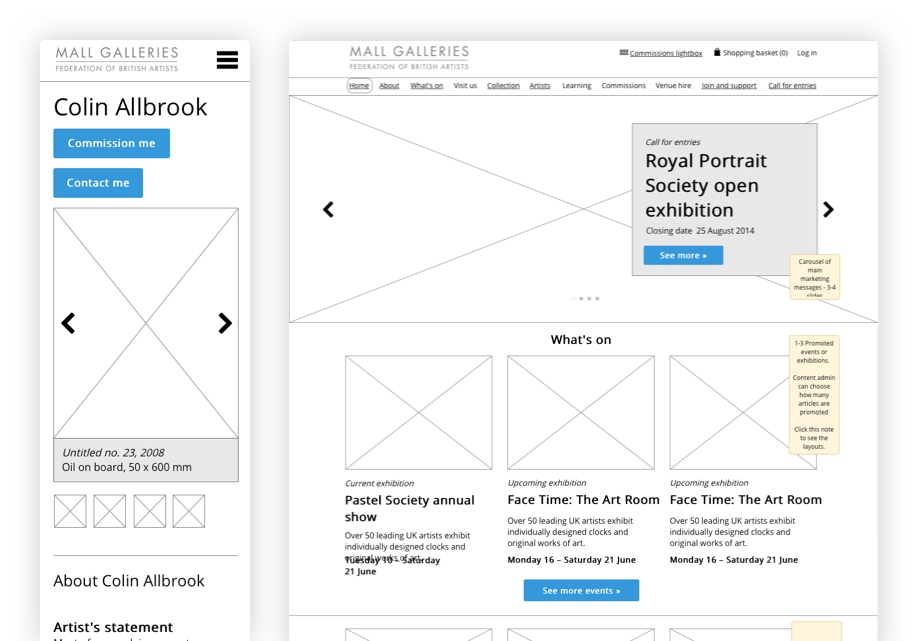 MALL GALLERIES
FEDERATION OF BRITISH ARTISTS
Colin Allbrook
Commission me
Contact me
Untitled no. 23, 2008
Oil on board, 50 x 600 mm
About Colin Allbrook
Artist's statement
MALL GALLERIES
FEDERATION OF BRITISH ARTISTS
Commissions lightbox
Shopping basket (0)
Log in
Home About What's on Visit us Collection Artists Learning Commissions Venue hire Join and support Call for entries
Call for entries
Royal Portrait
Society open
exhibition
Closing date 25 August 2014
See more »
Carousel of
main
marketing
messages - 3-4
slides
What's on
1-3 Promoted
events or
exhibitions.
Content admin
can choose
how many
articles are
promoted
Click this note
to see the
layouts.
Current exhibition
Pastel Society annual
show
Over 50 leading UK artists exhibit
individually designed clocks and
original works of art.
Tuesday 10 – Saturday
21 June
Upcoming exhibition
Face Time: The Art Room
Over 50 leading UK artists exhibit
individually designed clocks and
original works of art.
Monday 16 – Saturday 21 June
Upcoming exhibition
Face Time: The Art Room
Over 50 leading UK artists exhibit
individually designed clocks and
original works of art.
Monday 16 – Saturday 21 June
See more events »